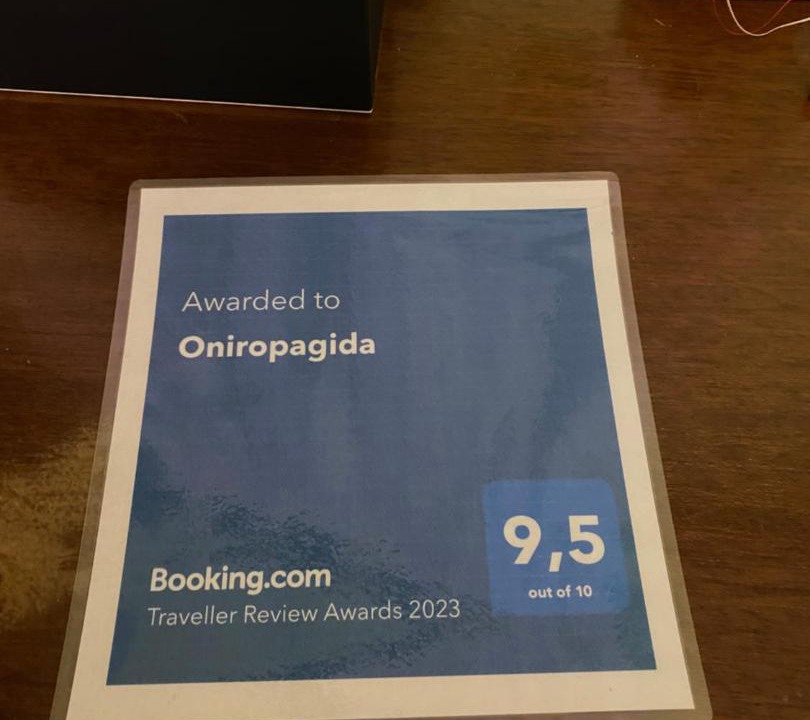 Awarded to
Oniropagida
9,5
out of 10
Booking.com
Traveller Review Awards 2023